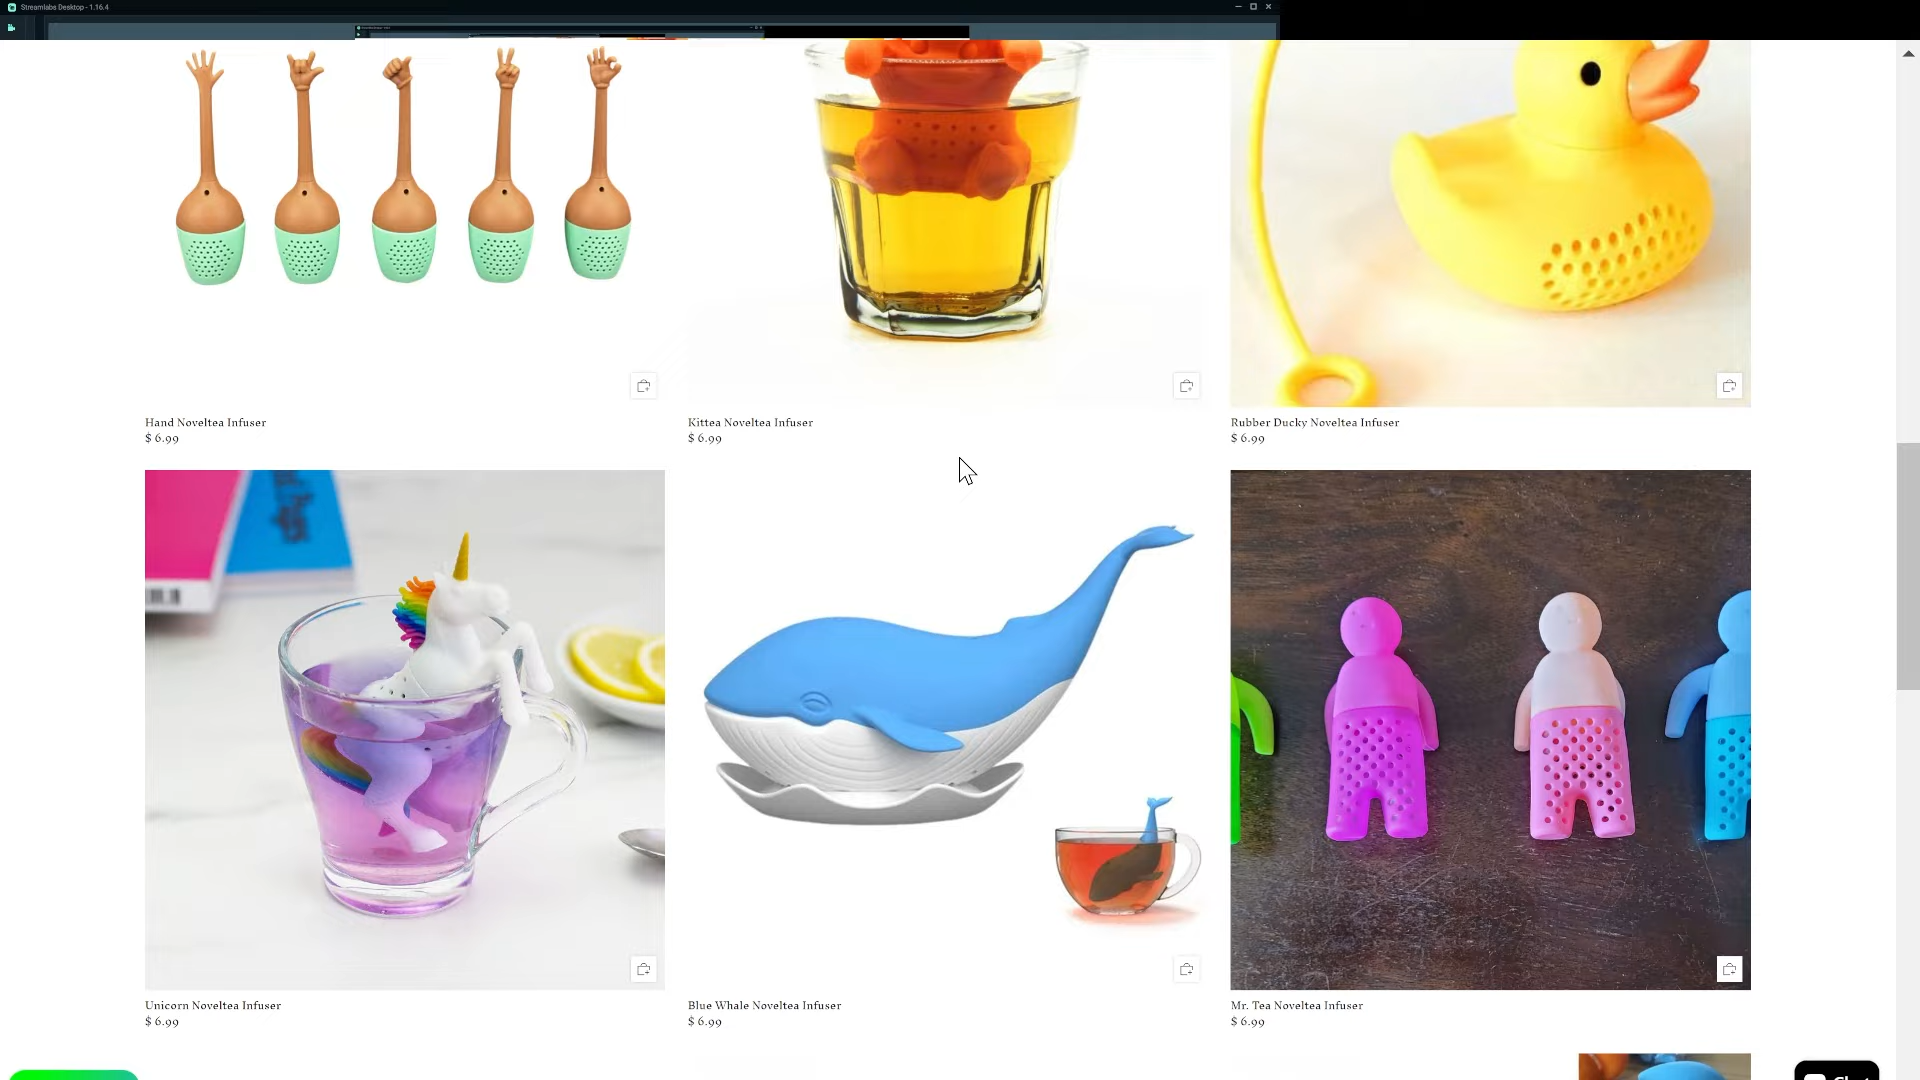 Streamlabs Desktop - 1.16.4
Hand Noveltea Infuser
$ 6.99
Kittea Noveltea Infuser
$ 6.99
Rubber Ducky Noveltea Infuser
$ 6.99
Unicorn Noveltea Infuser
$ 6.99
Blue Whale Noveltea Infuser
$ 6.99
Mr. Tea Noveltea Infuser
$ 6.99